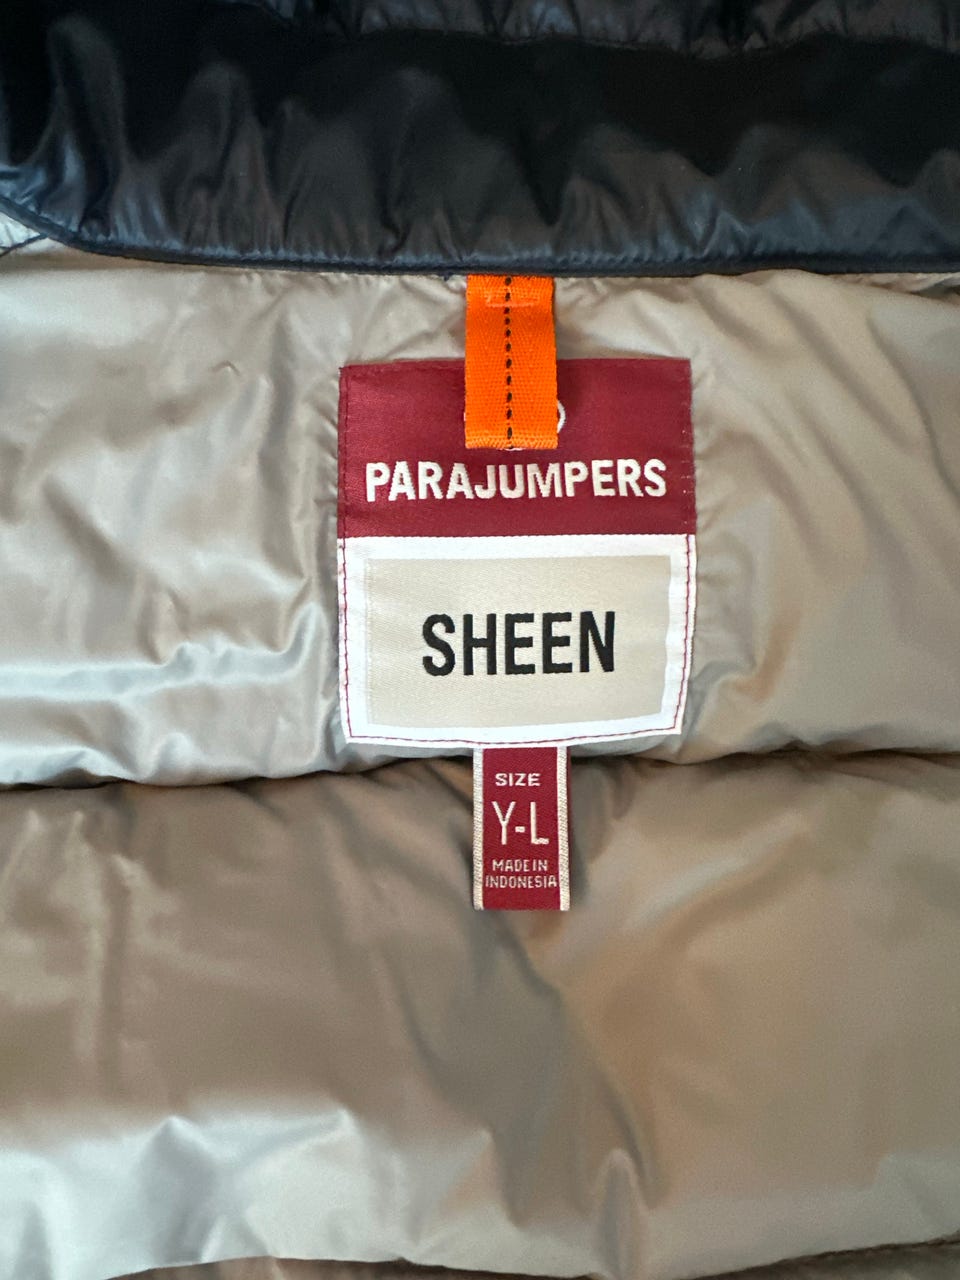 PARAJUMPERS
SHEEN
SIZE
Y-L
MADE IN
INDONESIA